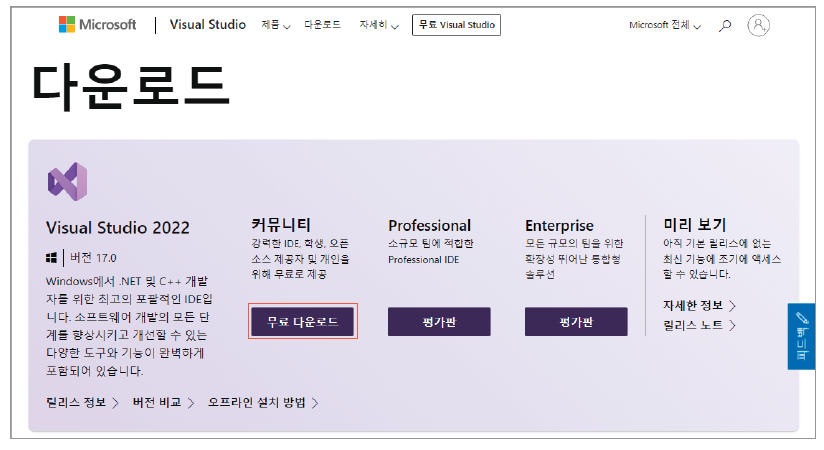 Microsoft
Visual Studio
제품
다운로드
자세히
무료 Visual Studio
Microsoft 전체
다운로드
Visual Studio 2022
버전 17.0
Windows에서 .NET 및 C++ 개발
자를 위한 최고의 포괄적인 IDE입
니다. 소프트웨어 개발의 모든 단
계를 향상시키고 개선할 수 있는
다양한 도구와 기능이 완벽하게
포함되어 있습니다.
커뮤니티
강력한 IDE, 학생, 오픈
소스 제공자 및 개인을
위해 무료로 제공
무료 다운로드
Professional
소규모 팀에 적합한
Professional IDE
평가판
Enterprise
모든 규모의 팀을 위한
확장성 뛰어난 통합형
솔루션
평가판
미리 보기
아직 기본 릴리스에 없는
최신 기능에 조기에 액세스
할 수 있습니다.
자세한 정보
릴리스 노트
릴리스 정보
버전 비교
오프라인 설치 방법
피드백